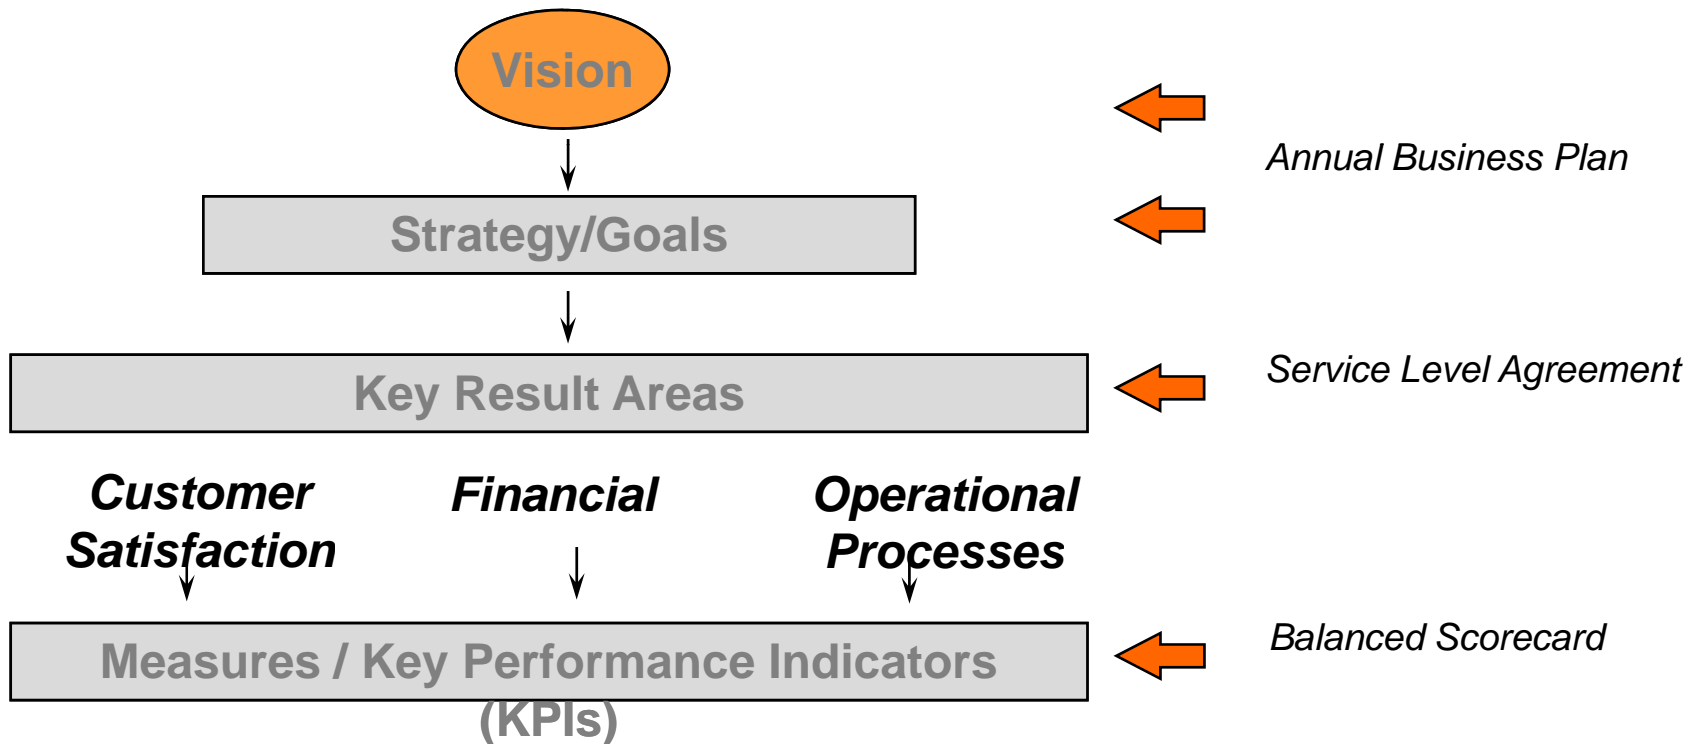 Vision
Annual Business Plan
Strategy/Goals
Key Result Areas
Service Level Agreement
Customer
Satisfaction
Financial
Operational
Processes
Measures / Key Performance Indicators
(KPIs)
Balanced Scorecard